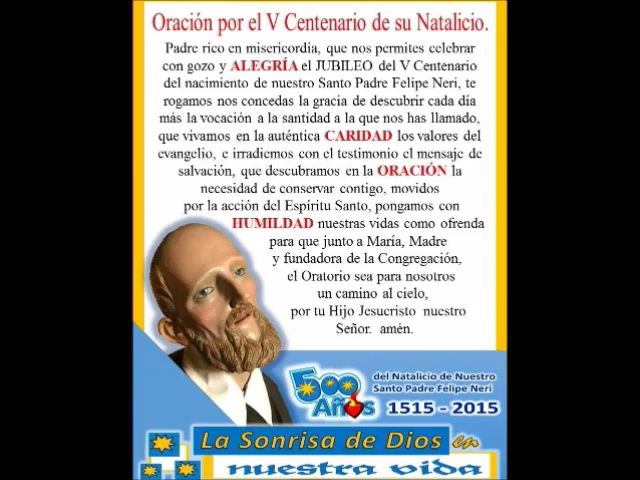 Oración por el V Centenario de su Natalicio.
Padre rico en misericordia, que nos permites celebrar
con gozo y ALEGRÍA el JUBILEO del V Centenario
del nacimiento de nuestro Santo Padre Felipe Neri, te
rogamos nos concedas la gracia de descubrir cada día
más la vocación a la santidad a la que nos has llamado,
que vivamos en la auténtica CARIDAD los valores del
evangelio, e irradiemos con el testimonio el mensaje de
salvación, que descubramos en la ORACIÓN la
necesidad de conservar contigo, movidos
por la acción del Espíritu Santo, pongamos con
HUMILDAD nuestras vidas como ofrenda
para que junto a María, Madre
y fundadora de la Congregación,
el Oratorio sea para nosotros
un camino al cielo,
por tu Hijo Jesucristo nuestro
Señor. amén.
500 Años
del Natalicio de Nuestro
Santo Padre Felipe Neri
1515 - 2015
La Sonrisa de Dios en
nuestra vida